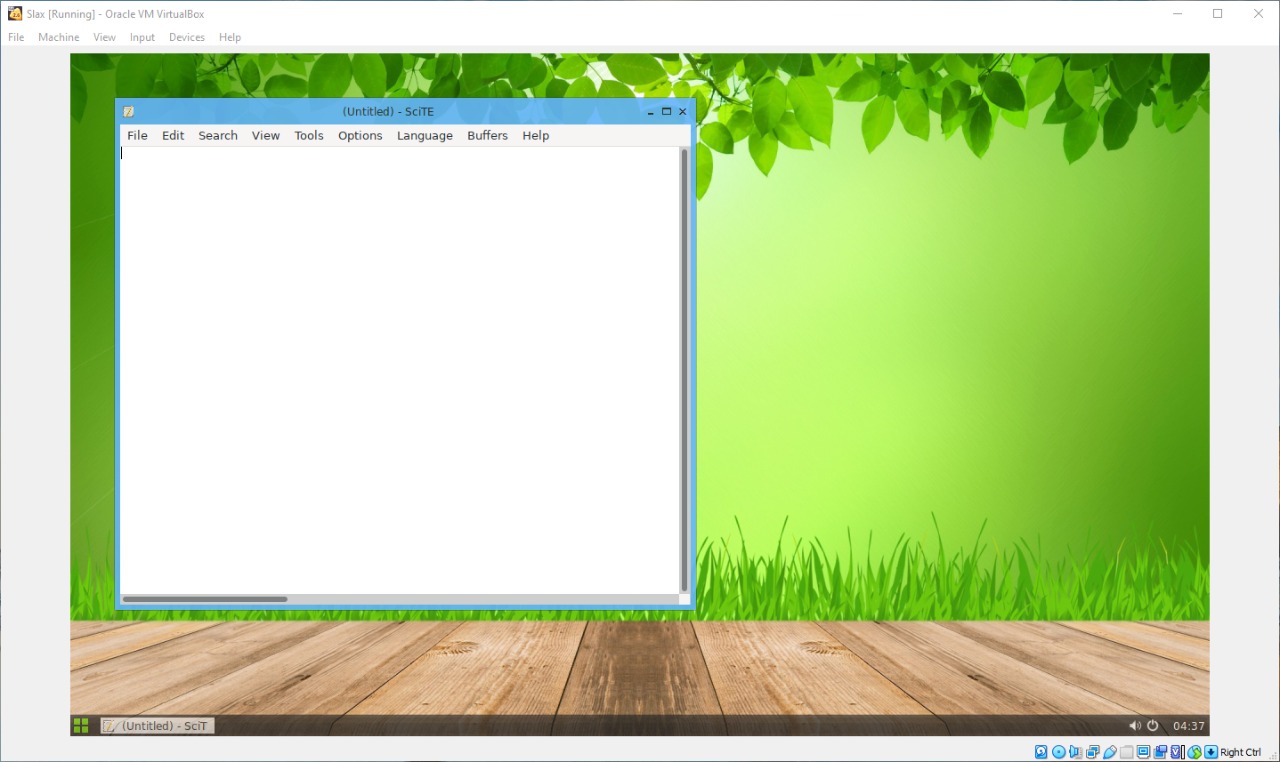 Slax [Running] - Oracle VM VirtualBox
File Machine View Input Devices Help
(Untitled) - SciTE
File Edit Search View Tools Options Language Buffers Help
(Untitled) - SciT
04:37
Right Ctrl